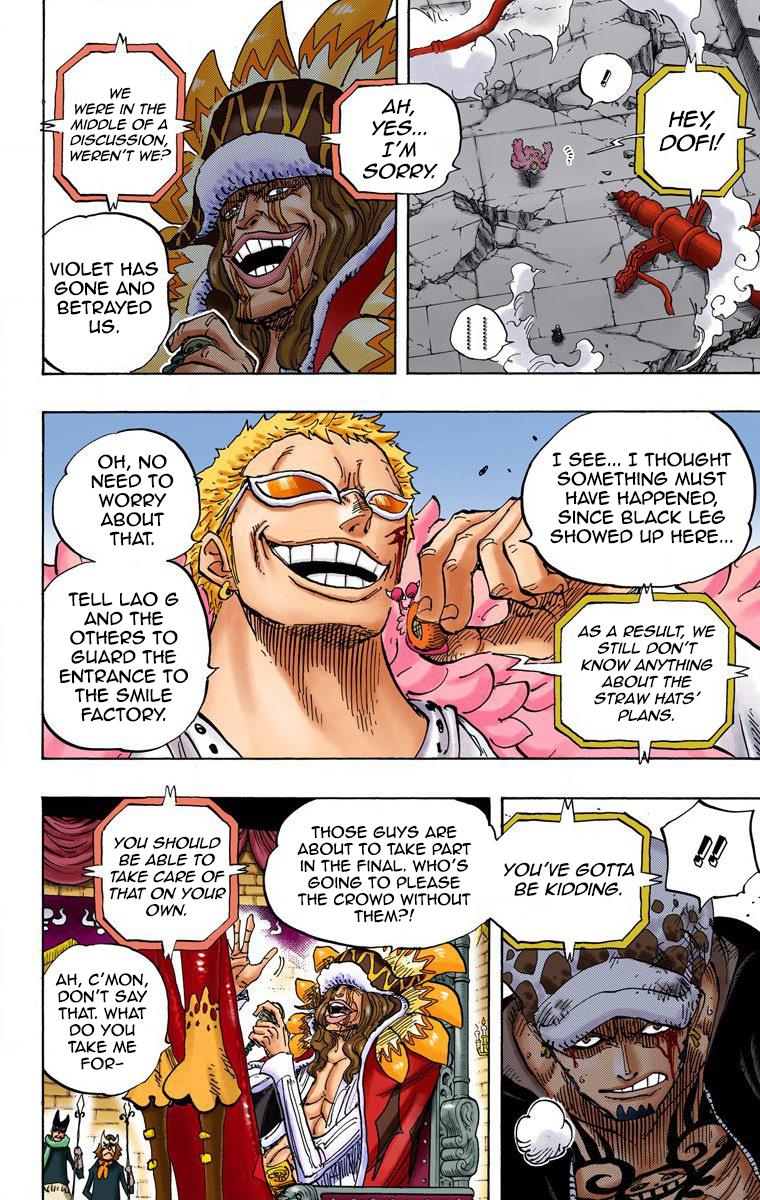 HEY,
DOFI!
!
!!!!!!
AH,
YES...
I'M
SORRY.
WE
WERE IN THE
MIDDLE OF A
DISCUSSION,
WEREN'T WE?
VIOLET HAS
GONE AND
BETRAYED
US.
I SEE... I THOUGHT
SOMETHING MUST
HAVE HAPPENED,
SINCE BLACK LEG
SHOWED UP HERE...
AS A RESULT, WE
STILL DON'T
KNOW ANYTHING
ABOUT THE
STRAW HATS'
PLANS.
OH, NO
NEED TO
WORRY
ABOUT
THAT.
TELL LAO G
AND THE
OTHERS TO
GUARD THE
ENTRANCE TO
THE SMILE
FACTORY.
!!
YOU'VE GOTTA
BE KIDDING.
THOSE GUYS ARE
ABOUT TO TAKE PART
IN THE FINAL. WHO'S
GOING TO PLEASE
THE CROWD WITHOUT
THEM?!
YOU SHOULD
BE ABLE TO
TAKE CARE OF
THAT ON YOUR
OWN.
AH, C'MON,
DON'T SAY
THAT. WHAT
DO YOU
TAKE ME
FOR-